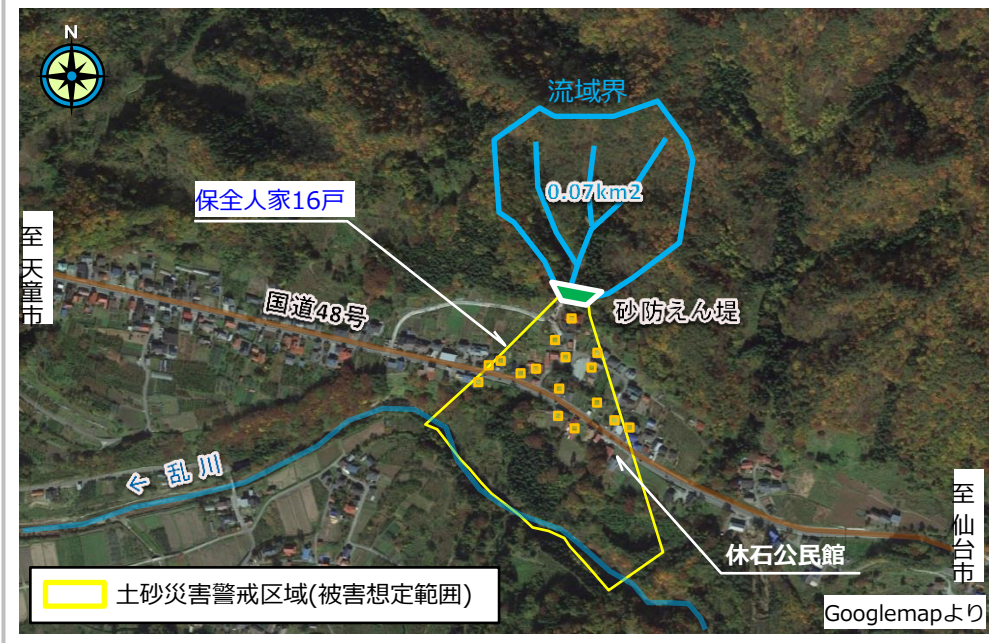 N
流域界
0.07km2
保全人家16戸
至 天童市
国道48号
砂防えん堤
← 乱川
至 仙台市
休石公民館
土砂災害警戒区域(被害想定範囲)
Googlemapより